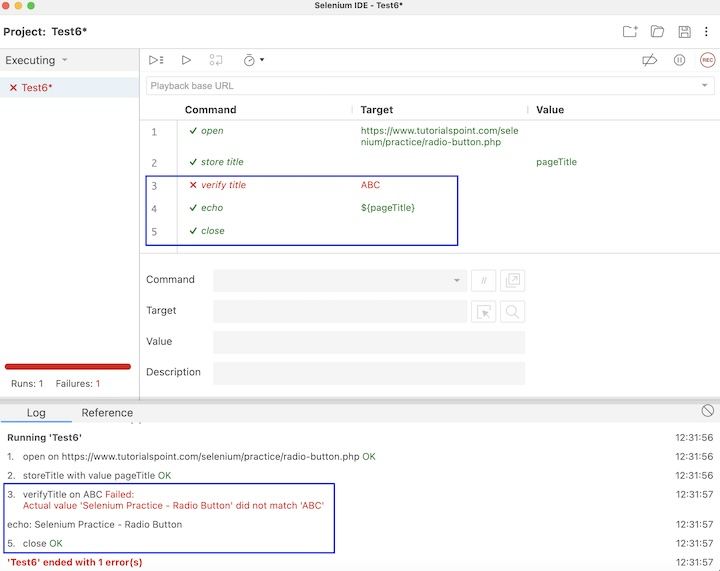 Selenium IDE - Test6*
Project: Test6*
Executing
Test6*
REC
Playback base URL
Command Target Value
1 open https://www.tutorialspoint.com/sele
nium/practice/radio-button.php
2 store title pageTitle
3 verify title ABC
4 echo ${pageTitle}
5 close
Command //
Target
Value
Description
Runs: 1 Failures: 1
Log Reference
Running 'Test6' 12:31:56
1. open on https://www.tutorialspoint.com/selenium/practice/radio-button.php OK 12:31:56
2. storeTitle with value pageTitle OK 12:31:56
3. verifyTitle on ABC Failed: 12:31:57
Actual value 'Selenium Practice - Radio Button' did not match 'ABC'
echo: Selenium Practice - Radio Button 12:31:57
5. close OK 12:31:57
'Test6' ended with 1 error(s) 12:31:57